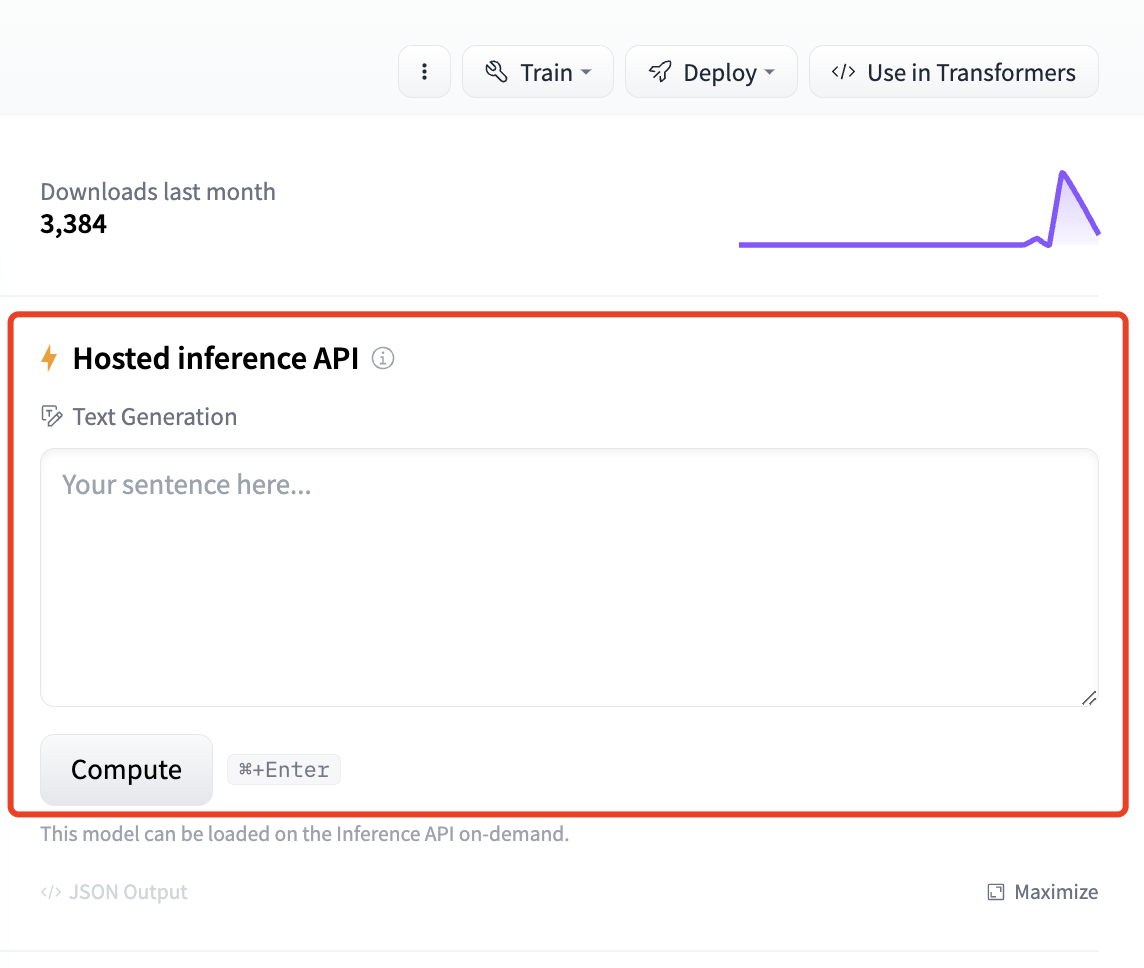 Train
Deploy
</> Use in Transformers
Downloads last month
3,384
Hosted inference API
Text Generation
Your sentence here...
Compute ⌘+Enter
This model can be loaded on the Inference API on-demand.
</> JSON Output
Maximize